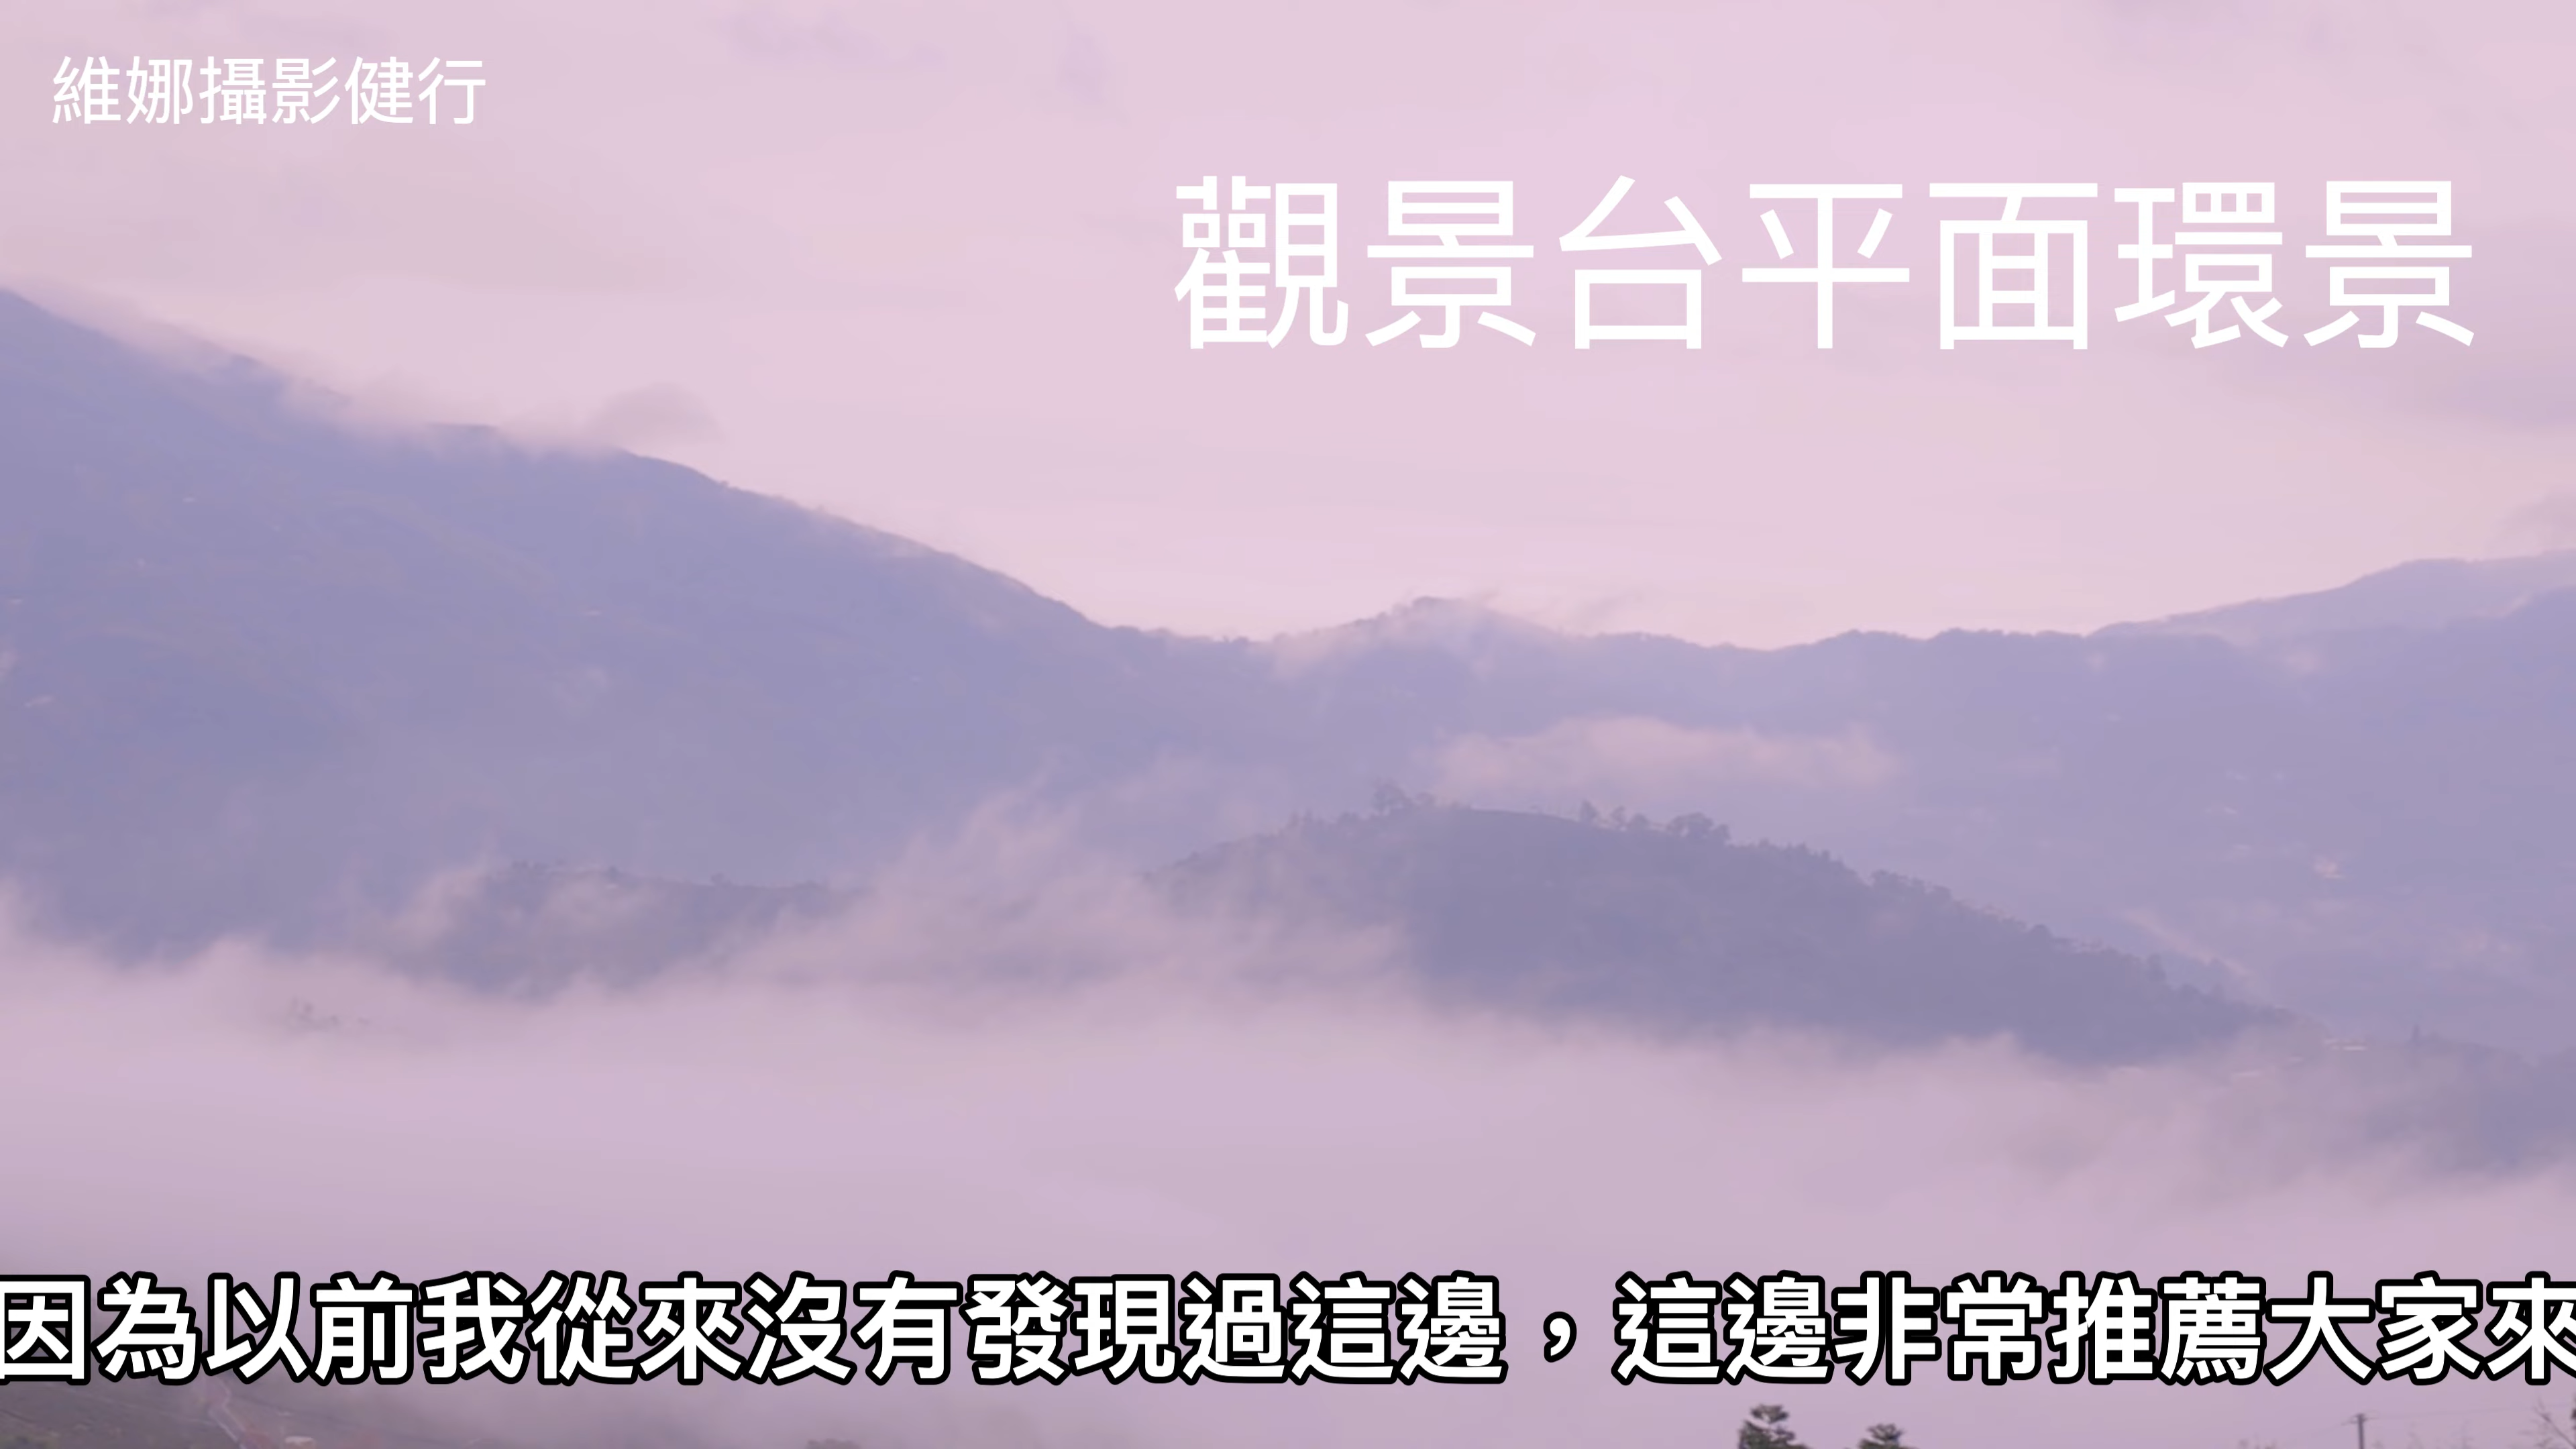 維娜攝影健行
觀景台平面環景
因為以前我從來沒有發現過這邊，這邊非常推薦大家來